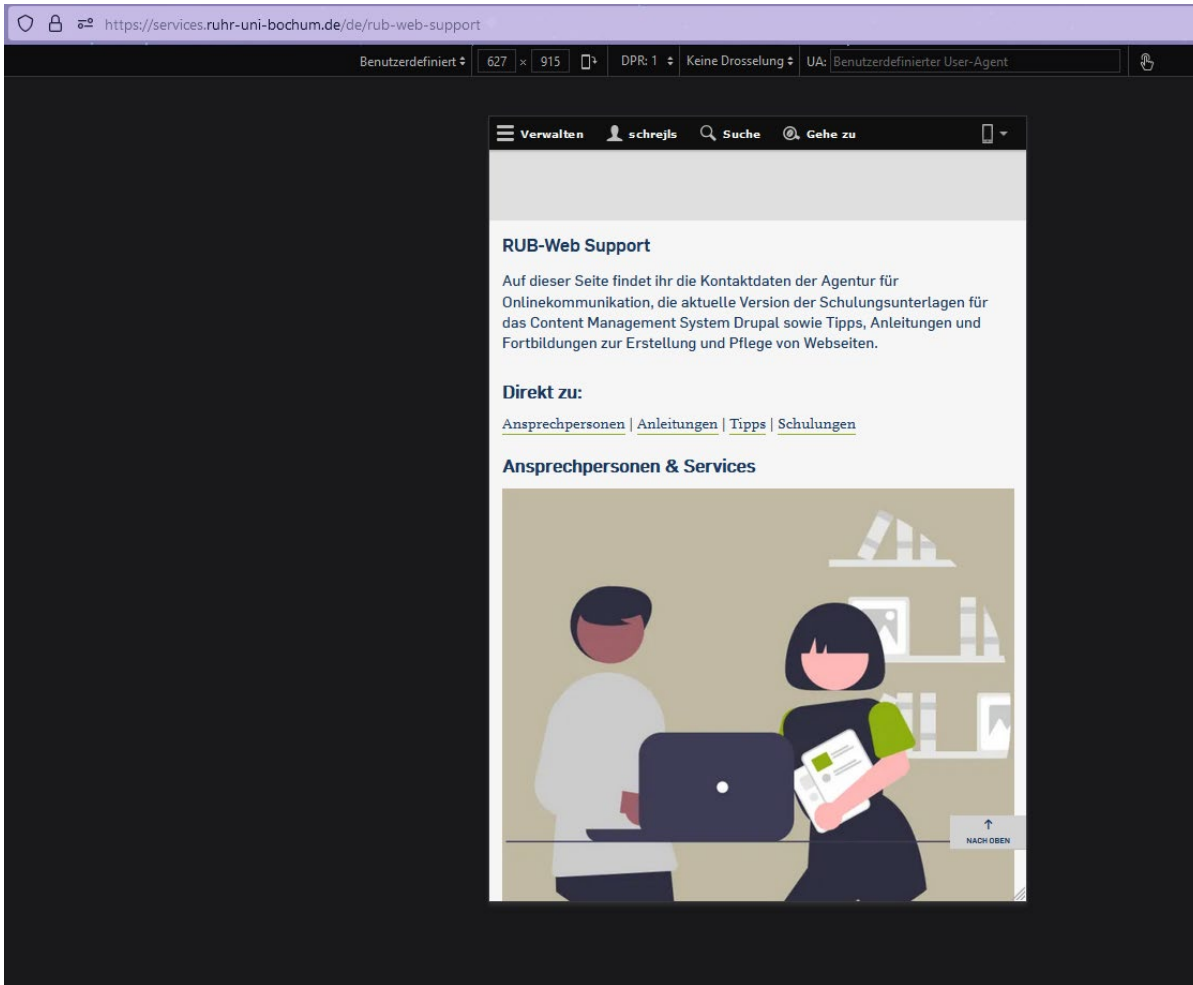 https://services.ruhr-uni-bochum.de/de/rub-web-support
Benutzerdefiniert 627 × 915 DPR: 1 Keine Drosselung UA: Benutzerdefinierter User-Agent
Verwalten schrejls Suche Gehe zu
RUB-Web Support
Auf dieser Seite findet ihr die Kontaktdaten der Agentur für
Onlinekommunikation, die aktuelle Version der Schulungsunterlagen für
das Content Management System Drupal sowie Tipps, Anleitungen und
Fortbildungen zur Erstellung und Pflege von Webseiten.
Direkt zu:
Ansprechpersonen | Anleitungen | Tipps | Schulungen
Ansprechpersonen & Services
NACH OBEN